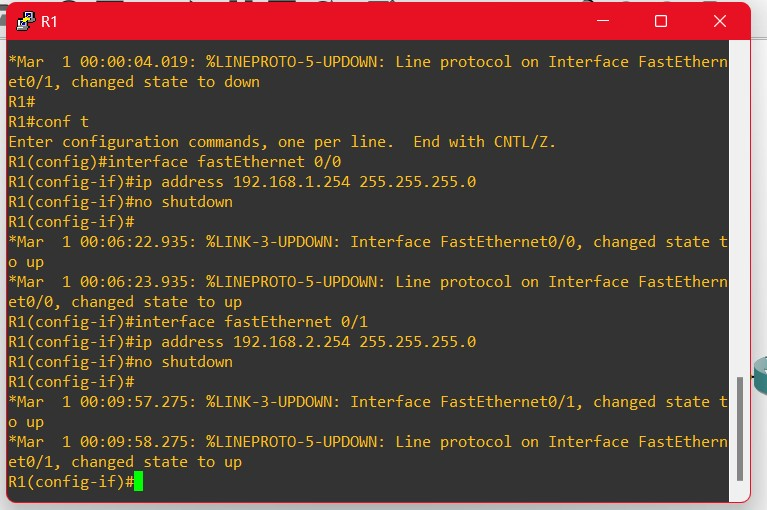 R1
*Mar  1 00:00:04.019: %LINEPROTO-5-UPDOWN: Line protocol on Interface FastEthern
et0/1, changed state to down
R1#
R1#conf t
Enter configuration commands, one per line.  End with CNTL/Z.
R1(config)#interface fastEthernet 0/0
R1(config-if)#ip address 192.168.1.254 255.255.255.0
R1(config-if)#no shutdown
R1(config-if)#
*Mar  1 00:06:22.935: %LINK-3-UPDOWN: Interface FastEthernet0/0, changed state t
o up
*Mar  1 00:06:23.935: %LINEPROTO-5-UPDOWN: Line protocol on Interface FastEthern
et0/0, changed state to up
R1(config-if)#interface fastEthernet 0/1
R1(config-if)#ip address 192.168.2.254 255.255.255.0
R1(config-if)#no shutdown
R1(config-if)#
*Mar  1 00:09:57.275: %LINK-3-UPDOWN: Interface FastEthernet0/1, changed state t
o up
*Mar  1 00:09:58.275: %LINEPROTO-5-UPDOWN: Line protocol on Interface FastEthern
et0/1, changed state to up
R1(config-if)#